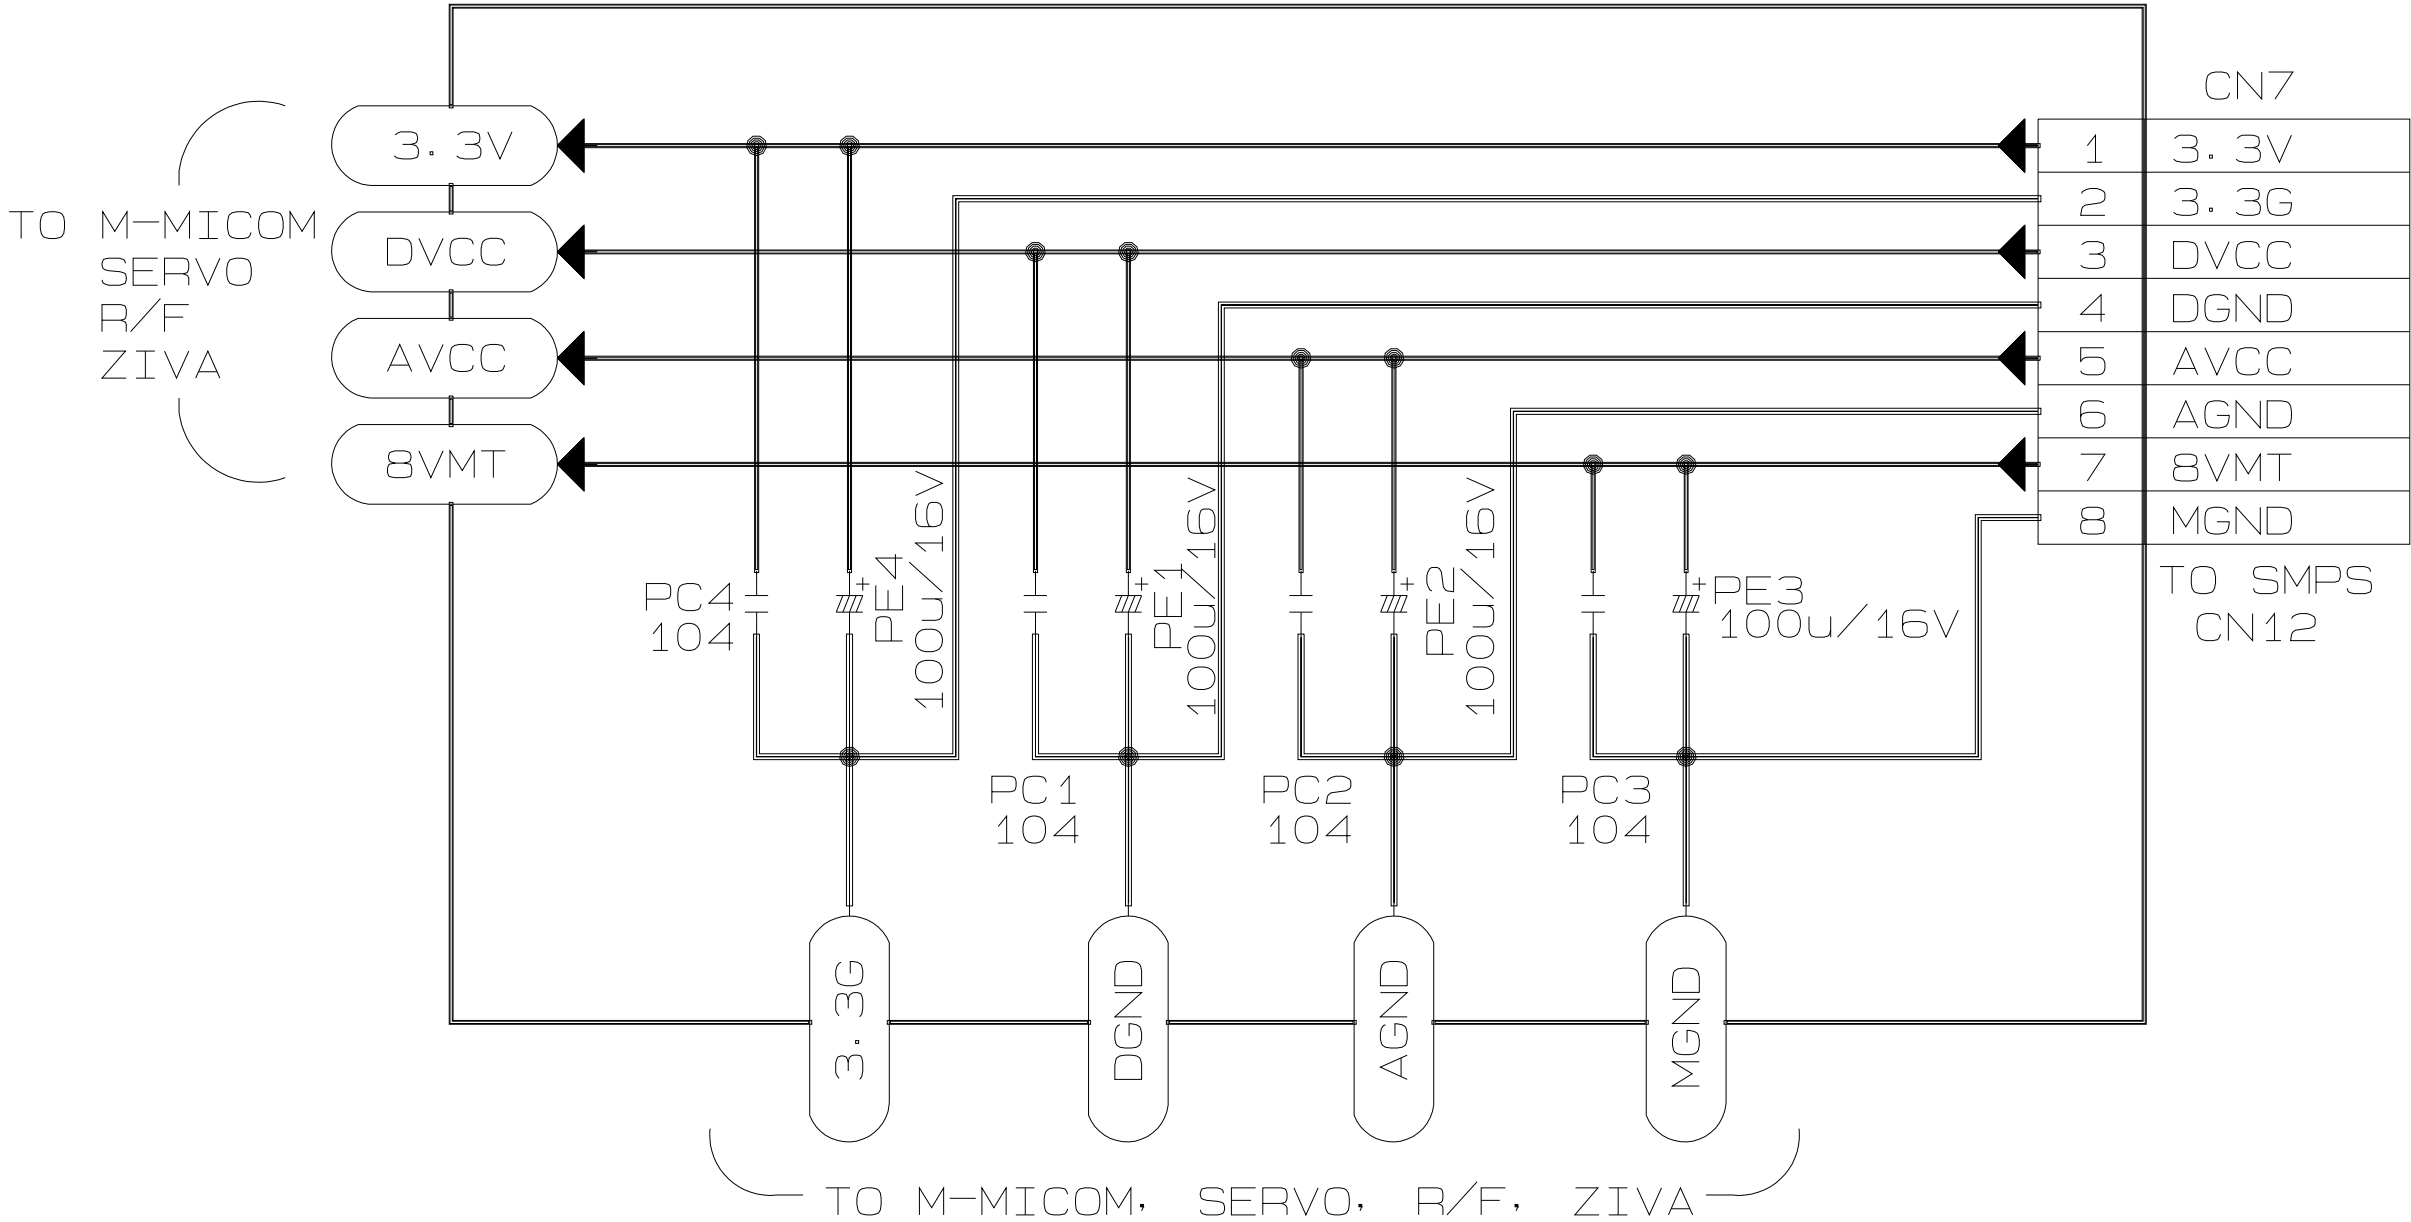 CN7
3.3V
1 3.3V
2 3.3G
TO M-MICOM
SERVO
R/F
ZIVA
DVCC
3 DVCC
4 DGND
AVCC
5 AVCC
6 AGND
8VMT
7 8VMT
8 MGND
TO SMPS
CN12
PC4
104
+
PE4
100u/16V
+
PE1
100u/16V
+
PE2
100u/16V
+
PE3
100u/16V
PC1
104
PC2
104
PC3
104
3.3G
DGND
AGND
MGND
TO M-MICOM, SERVO, R/F, ZIVA